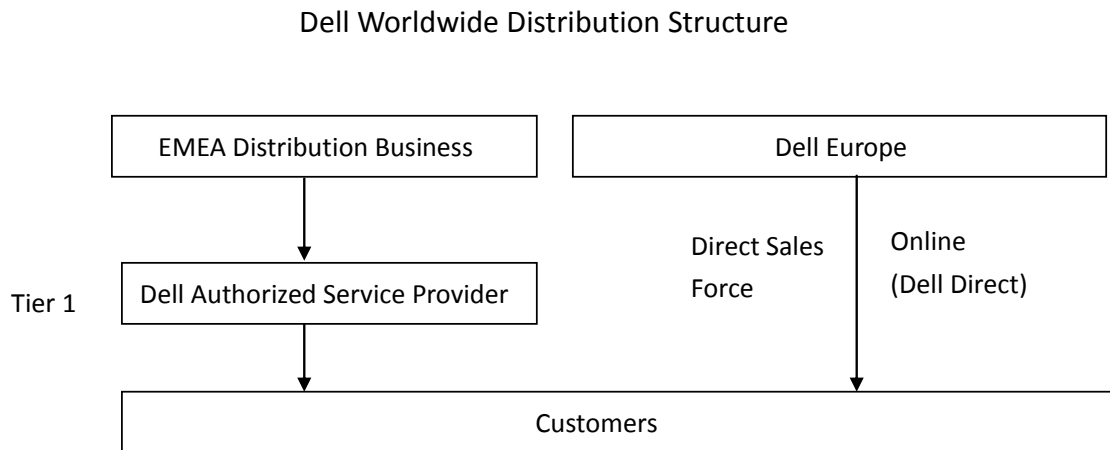 Dell Worldwide Distribution Structure
EMEA Distribution Business
Dell Europe
Direct Sales
Force
Online
(Dell Direct)
Tier 1
Dell Authorized Service Provider
Customers